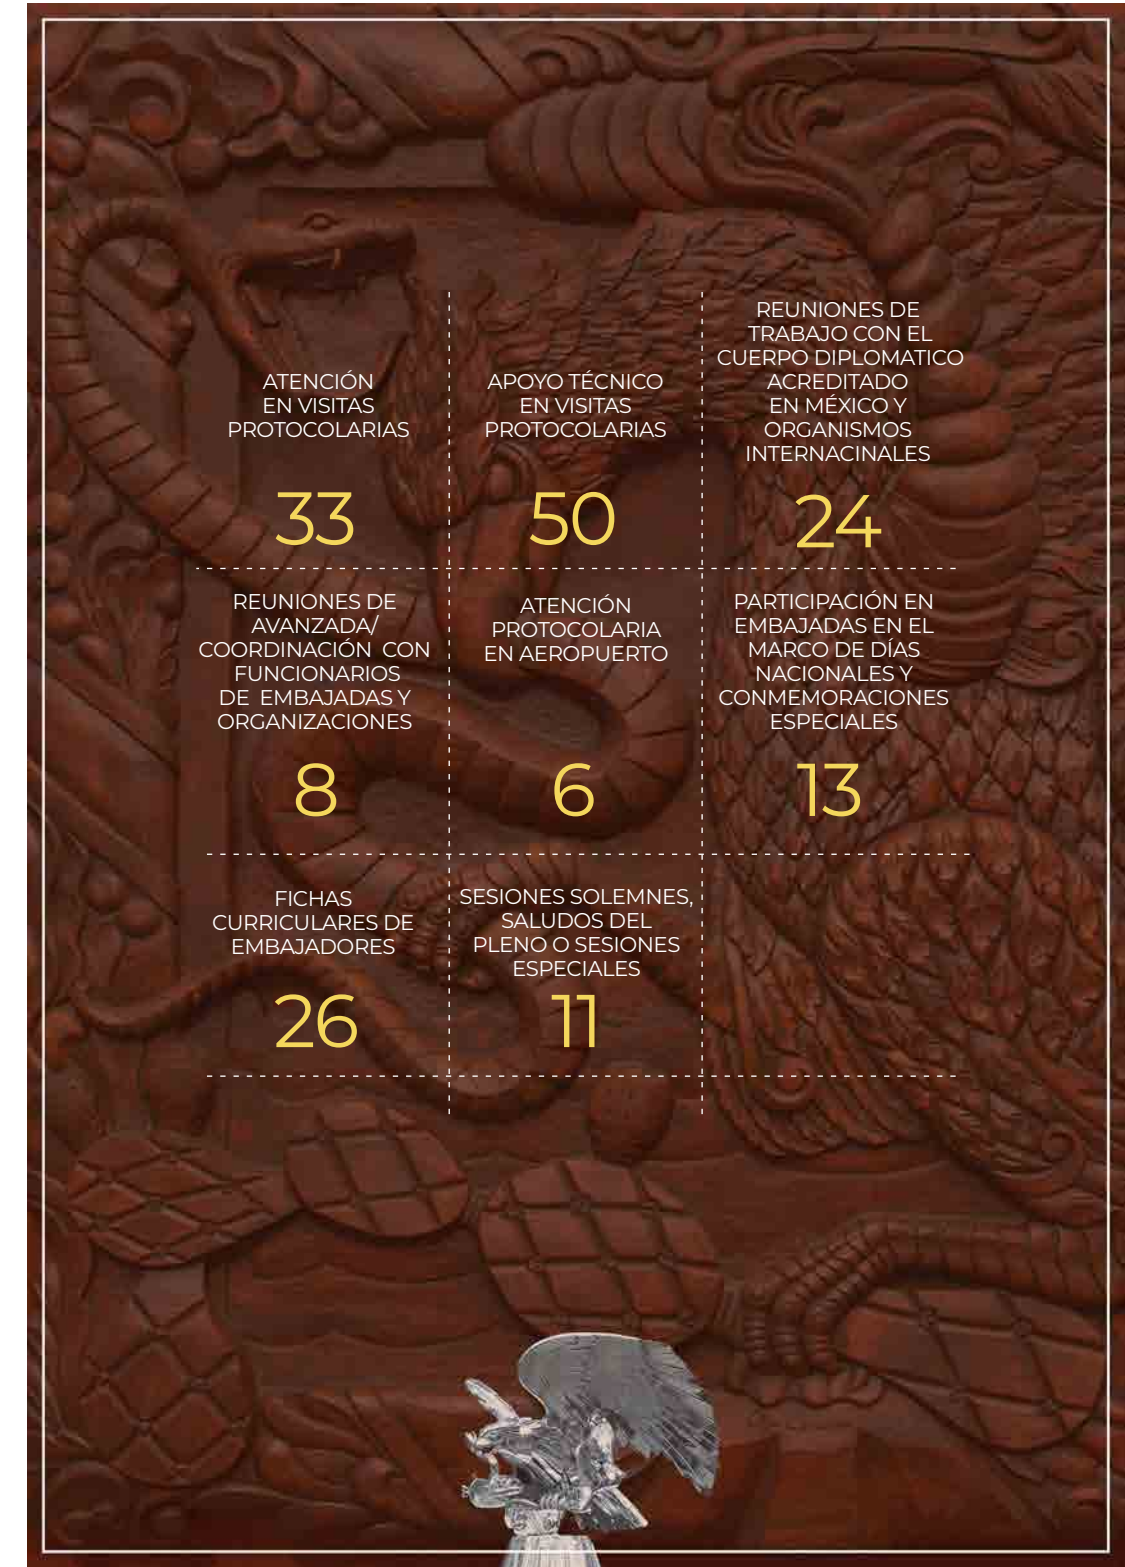 ATENCIÓN
EN VISITAS
PROTOCOLARIAS
33
APOYO TÉCNICO
EN VISITAS
PROTOCOLARIAS
50
REUNIONES DE
TRABAJO CON EL
CUERPO DIPLOMATICO
ACREDITADO
EN MÉXICO Y
ORGANISMOS
INTERNACINALES
24
REUNIONES DE
AVANZADA/
COORDINACIÓN CON
FUNCIONARIOS
DE EMBAJADAS Y
ORGANIZACIONES
8
ATENCIÓN
PROTOCOLARIA
EN AEROPUERTO
6
PARTICIPACIÓN EN
EMBAJADAS EN EL
MARCO DE DÍAS
NACIONALES Y
CONMEMORACIONES
ESPECIALES
13
FICHAS
CURRICULARES DE
EMBAJADORES
26
SESIONES SOLEMNES,
SALUDOS DEL
PLENO O SESIONES
ESPECIALES
11